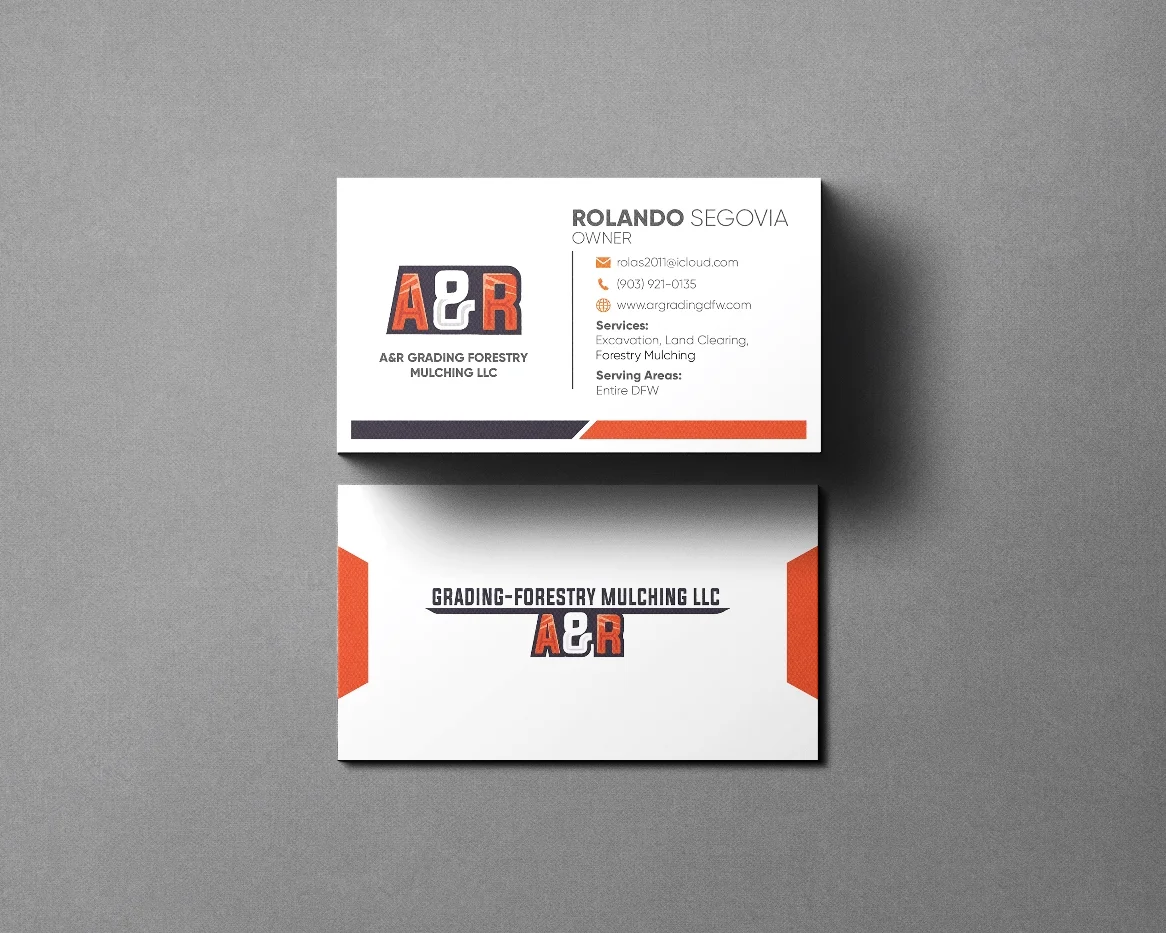 ROLANDO SEGOVIA
OWNER
rolas2011@icloud.com
(903) 921-0135
www.argradingdfw.com
Services:
Excavation, Land Clearing,
Forestry Mulching
Serving Areas:
Entire DFW
A&R
A&R GRADING FORESTRY
MULCHING LLC
GRADING-FORESTRY MULCHING LLC
A&R